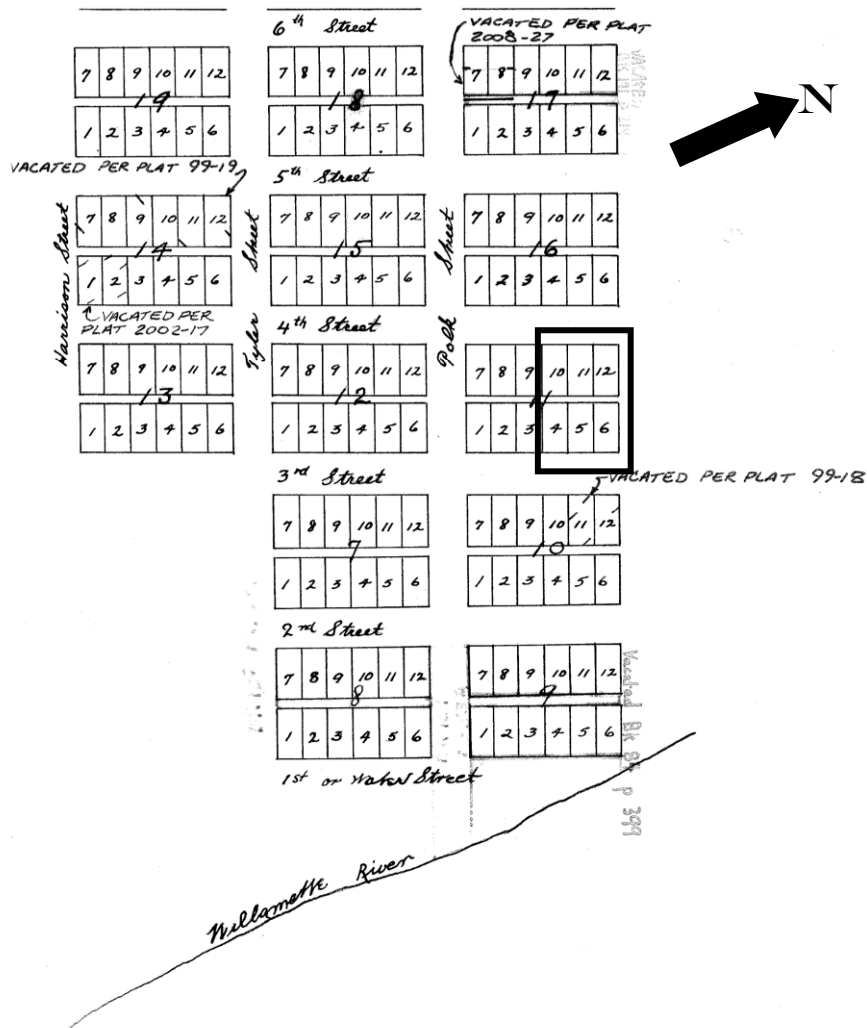 6th Street
VACATED PER PLAT
2008-27
N
7 8 9 10 11 12
19
1 2 3 4 5 6
7 8 9 10 11 12
18
1 2 3 4 5 6
7 8 9 10 11 12
17
1 2 3 4 5 6
VACATED PER PLAT 99-19
5th Street
Harrison Street
Tyler Street
Polk Street
7 8 9 10 11 12
14
1 2 3 4 5 6
7 8 9 10 11 12
15
1 2 3 4 5 6
7 8 9 10 11 12
16
1 2 3 4 5 6
VACATED PER
PLAT 2002-17
4th Street
7 8 9 10 11 12
13
1 2 3 4 5 6
7 8 9 10 11 12
12
1 2 3 4 5 6
7 8 9 10 11 12
11
1 2 3 4 5 6
3rd Street
VACATED PER PLAT 99-18
7 8 9 10 11 12
7
1 2 3 4 5 6
7 8 9 10 11 12
10
1 2 3 4 5 6
2nd Street
7 8 9 10 11 12
8
1 2 3 4 5 6
7 8 9 10 11 12
9
1 2 3 4 5 6
Vacated Bk 84 p 399
1st or Water Street
Willamette River